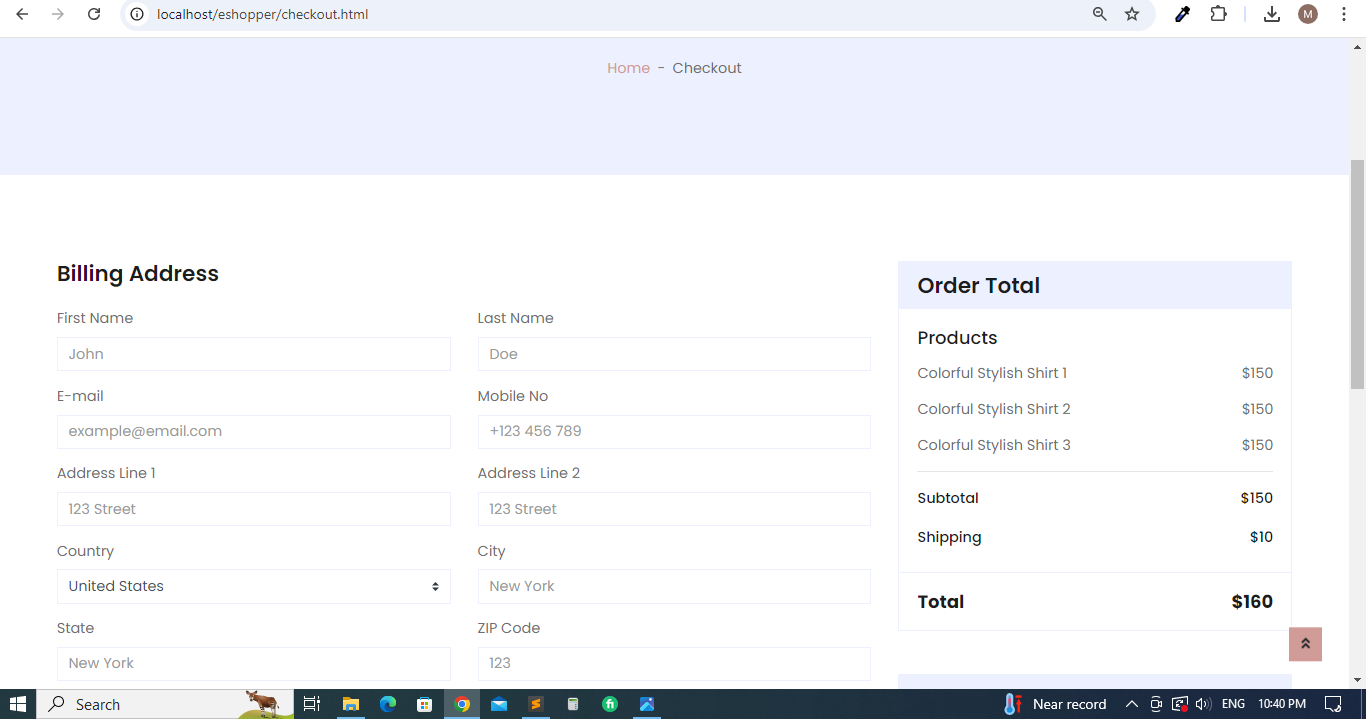 localhost/eshopper/checkout.html
M
Home - Checkout
Billing Address
First Name
Last Name
John
Doe
E-mail
Mobile No
example@email.com
+123 456 789
Address Line 1
Address Line 2
123 Street
123 Street
Country
City
United States
New York
State
ZIP Code
New York
123
Order Total
Products
Colorful Stylish Shirt 1 $150
Colorful Stylish Shirt 2 $150
Colorful Stylish Shirt 3 $150
Subtotal $150
Shipping $10
Total $160
Search
fi
Near record
ENG
10:40 PM